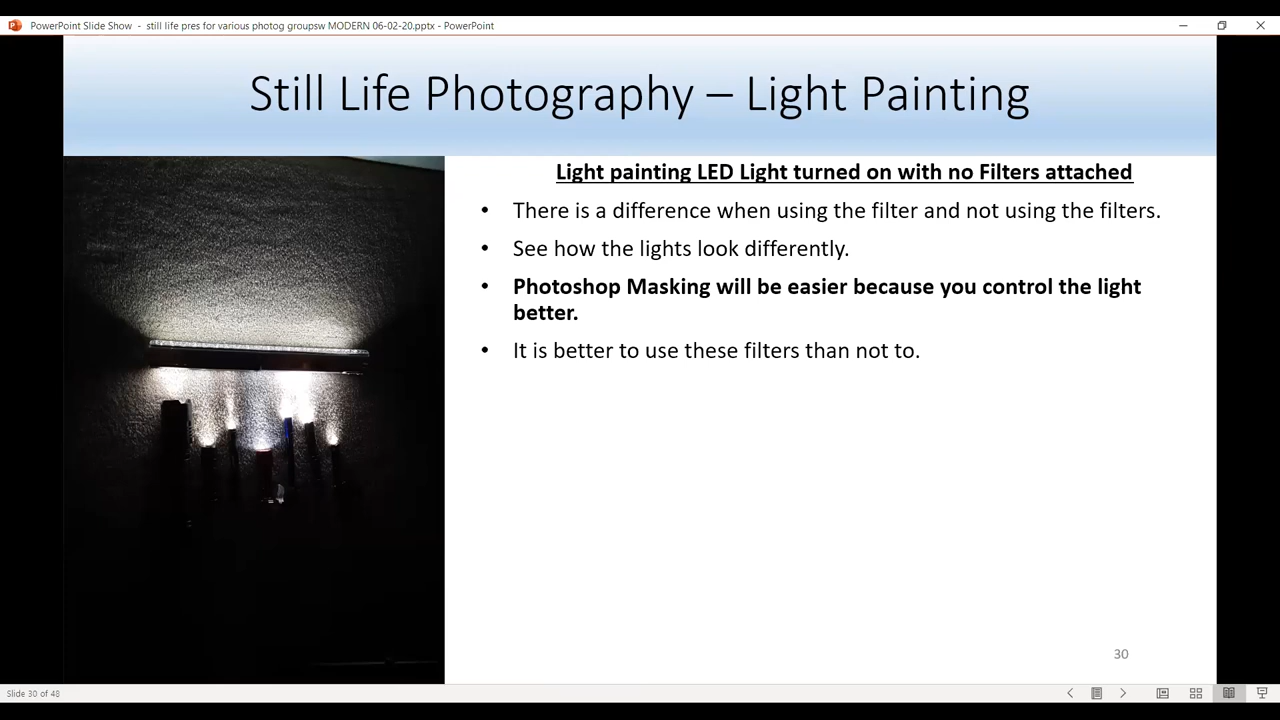 PowerPoint Slide Show - still life pres for various photog groupsw MODERN 06-02-20.pptx - PowerPoint
Still Life Photography – Light Painting
Light painting LED Light turned on with no Filters attached
• There is a difference when using the filter and not using the filters.
• See how the lights look differently.
• Photoshop Masking will be easier because you control the light
better.
• It is better to use these filters than not to.
30
Slide 30 of 48